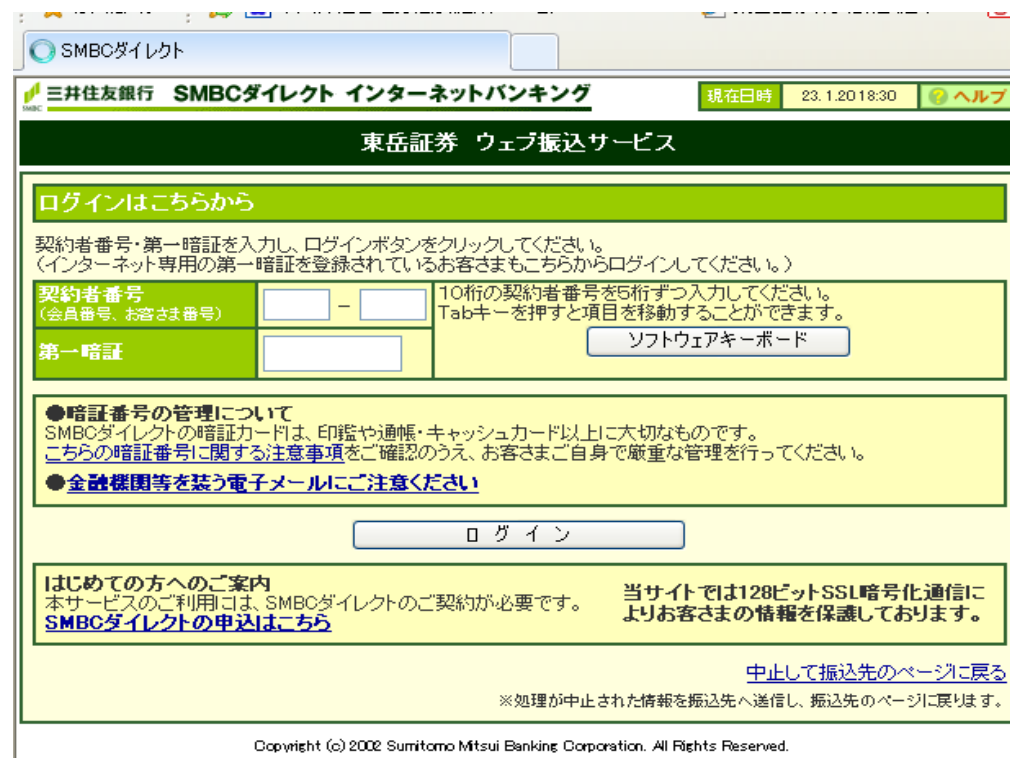 SMBCダイレクト
SMBC 三井住友銀行 SMBCダイレクト インターネットバンキング 現在日時 23.1.20 18:30 ? ヘルプ
東岳証券 ウェブ振込サービス
ログインはこちらから
契約者番号・第一暗証を入力し、ログインボタンをクリックしてください。
(インターネット専用の第一暗証を登録されているお客さまもこちらからログインしてください。)
契約者番号
(会員番号、お客さま番号)
–
10桁の契約者番号を5桁ずつ入力してください。
Tabキーを押すと項目を移動することができます。
ソフトウェアキーボード
第一暗証
●暗証番号の管理について
SMBCダイレクトの暗証カードは、印鑑や通帳・キャッシュカード以上に大切なものです。
こちらの暗証番号に関する注意事項をご確認のうえ、お客さまご自身で厳重な管理を行ってください。
●金融機関等を装う電子メールにご注意ください
ログイン
はじめての方へのご案内
本サービスのご利用には、SMBCダイレクトのご契約が必要です。
SMBCダイレクトの申込はこちら
当サイトでは128ビットSSL暗号化通信に
よりお客さまの情報を保護しております。
中止して振込先のページに戻る
※処理が中止された情報を振込先へ送信し、振込先のページに戻ります。
Copyright (c) 2002 Sumitomo Mitsui Banking Corporation. All Rights Reserved.